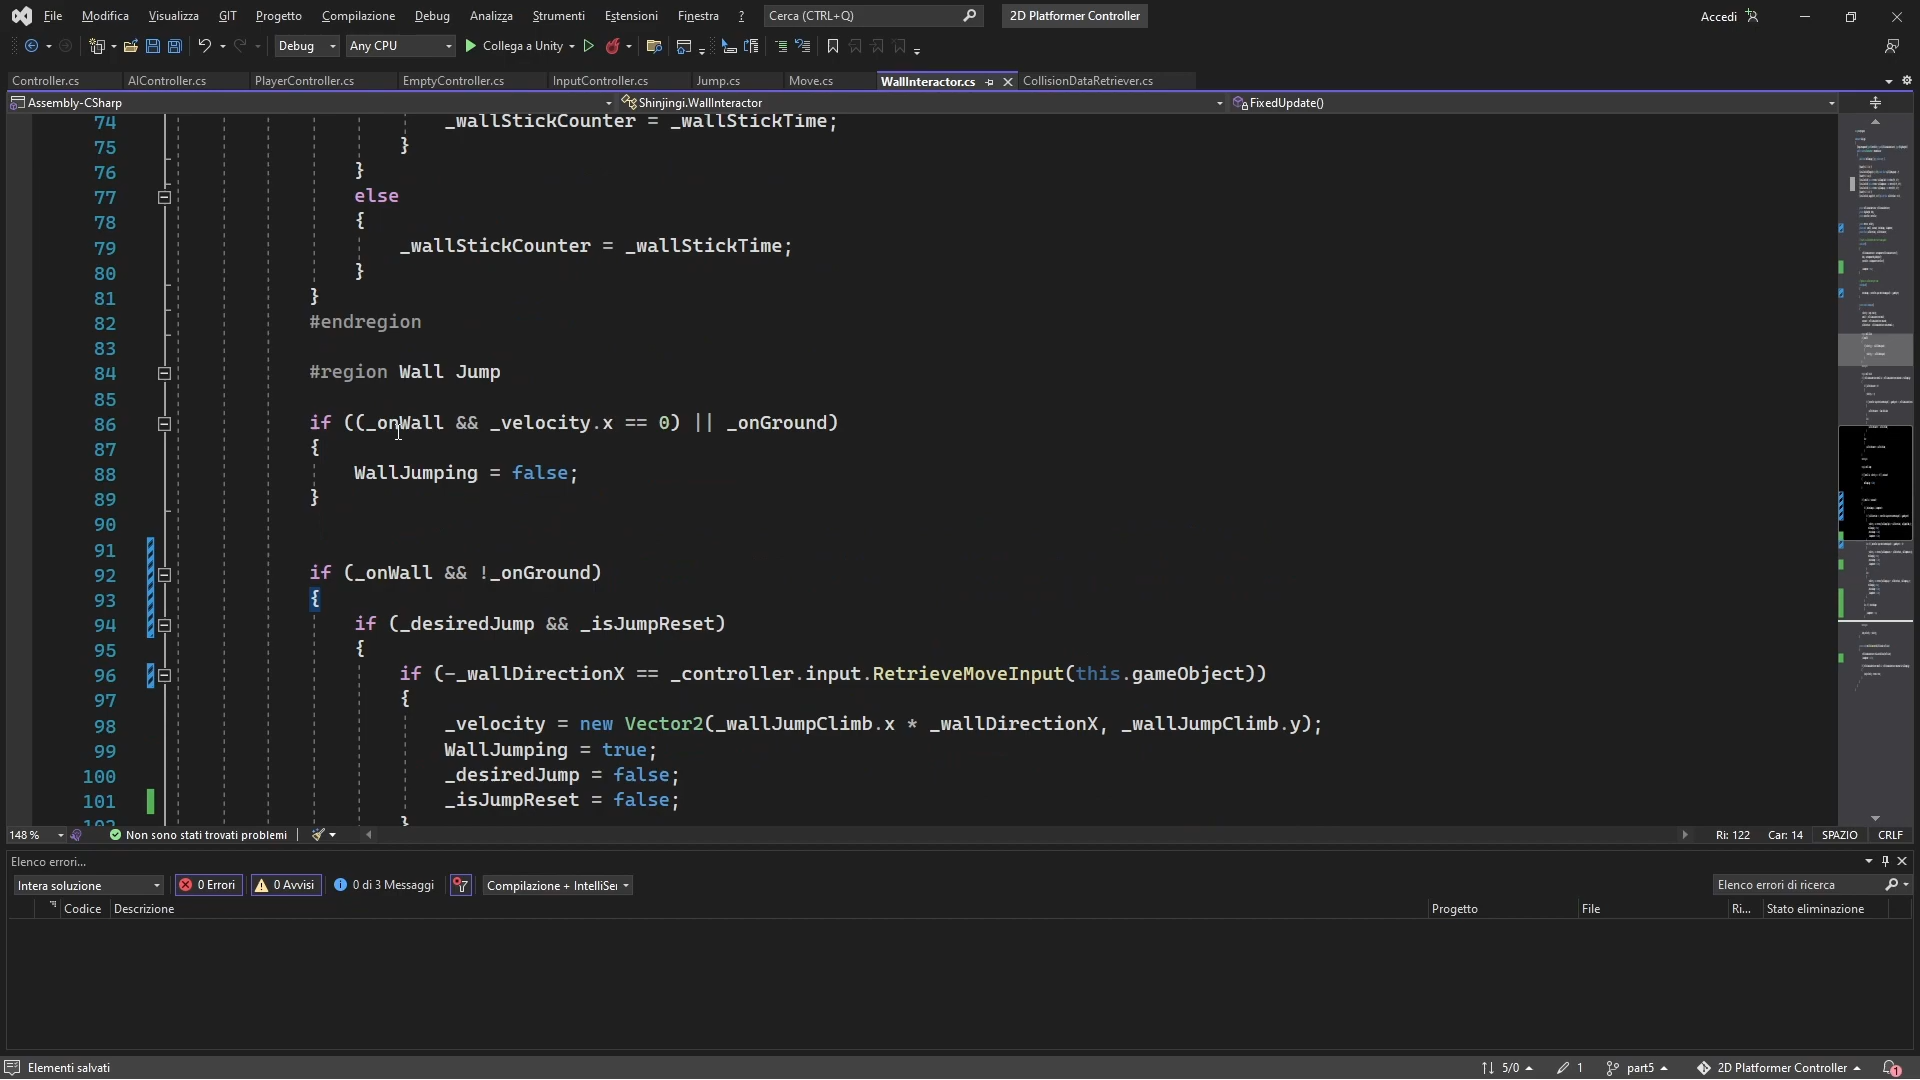 File Modifica Visualizza GIT Progetto Compilazione Debug Analizza Strumenti Estensioni Finestra ? Cerca (CTRL+Q) 2D Platformer Controller Accedi
Debug Any CPU Collega a Unity
Controller.cs AIController.cs PlayerController.cs EmptyController.cs InputController.cs Jump.cs Move.cs WallInteractor.cs CollisionDataRetriever.cs
Assembly-CSharp Shinjingi.WallInteractor FixedUpdate()
74 _wallStickCounter = _wallStickTime;
75 }
76 }
77 else
78 {
79 _wallStickCounter = _wallStickTime;
80 }
81 }
82 #endregion
83
84 #region Wall Jump
85
86 if ((_onWall && _velocity.x == 0) || _onGround)
87 {
88 WallJumping = false;
89 }
90
91
92 if (_onWall && !_onGround)
93 {
94 if (_desiredJump && _isJumpReset)
95 {
96 if (-_wallDirectionX == _controller.input.RetrieveMoveInput(this.gameObject))
97 {
98 _velocity = new Vector2(_wallJumpClimb.x * _wallDirectionX, _wallJumpClimb.y);
99 WallJumping = true;
100 _desiredJump = false;
101 _isJumpReset = false;
102 }
148 % Non sono stati trovati problemi Ri: 122 Car: 14 SPAZIO CRLF
Elenco errori...
Intera soluzione 0 Errori 0 Avvisi 0 di 3 Messaggi Compilazione + IntelliSe Elenco errori di ricerca
Codice Descrizione Progetto File Ri... Stato eliminazione
Elementi salvati 5/0 1 part5 2D Platformer Controller 1